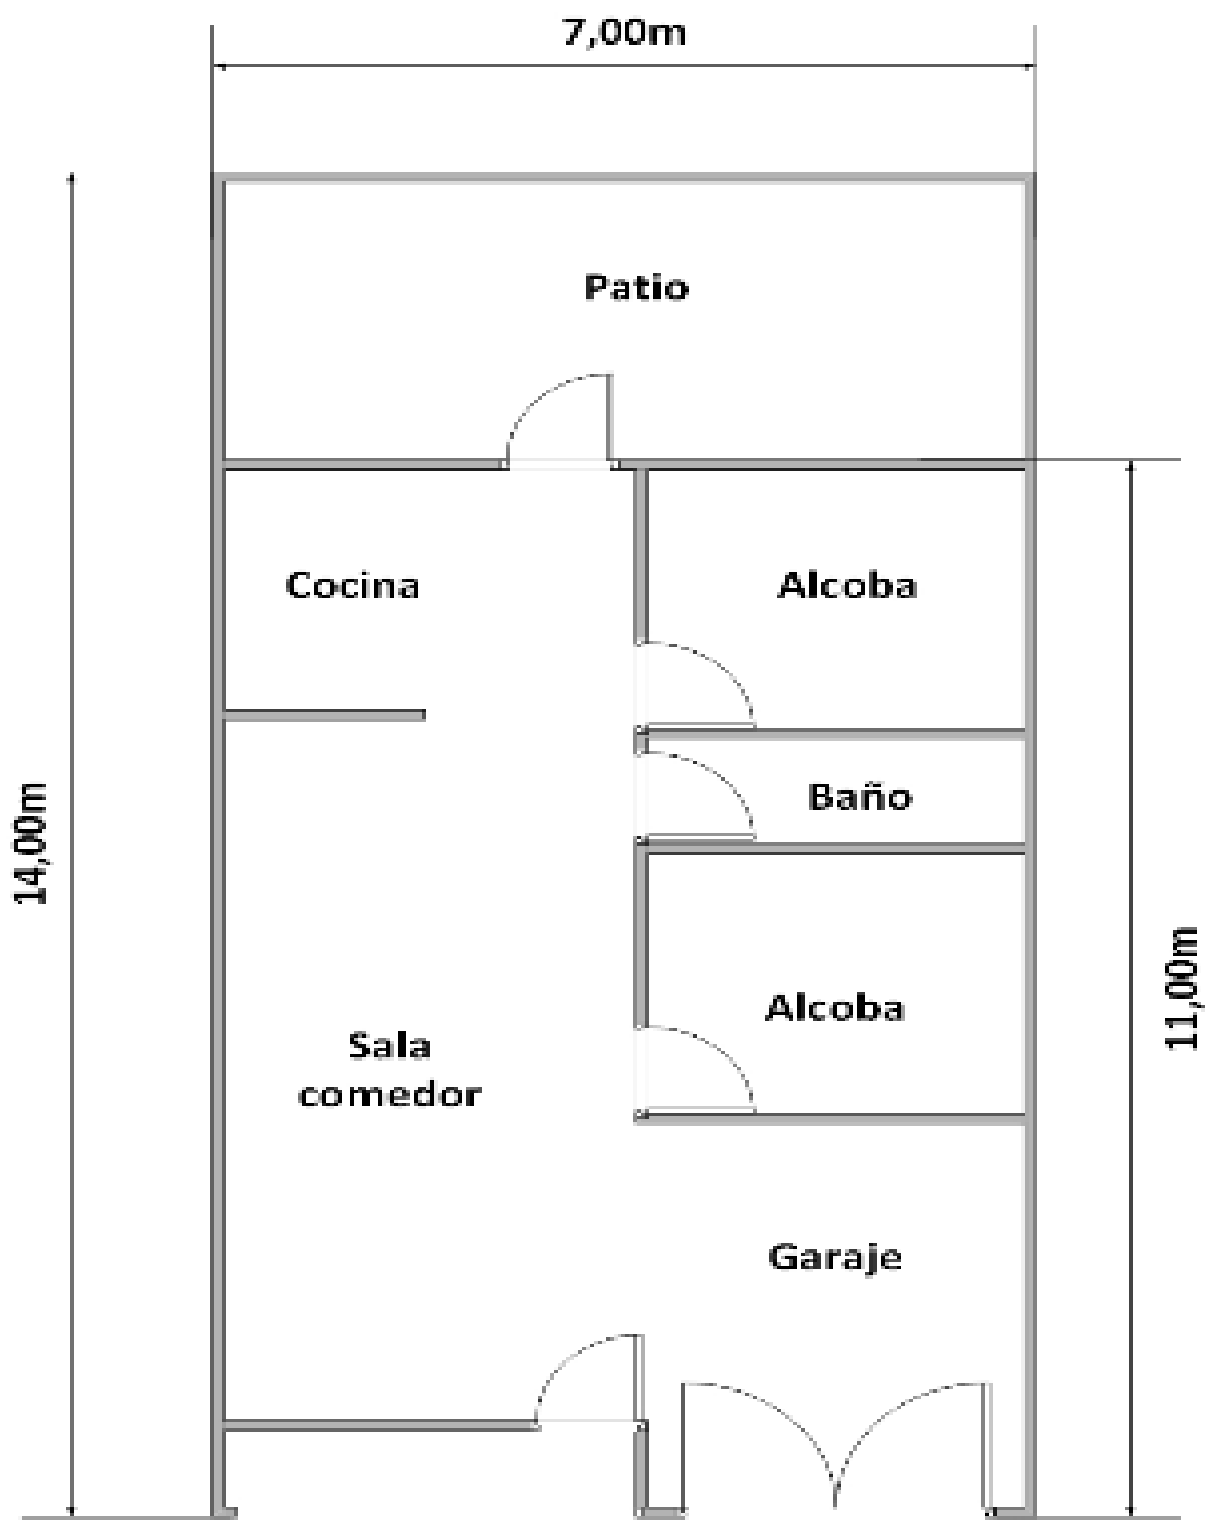 7,00m
Patio
Cocina
Alcoba
Baño
14,00m
Alcoba
11,00m
Sala
comedor
Garaje